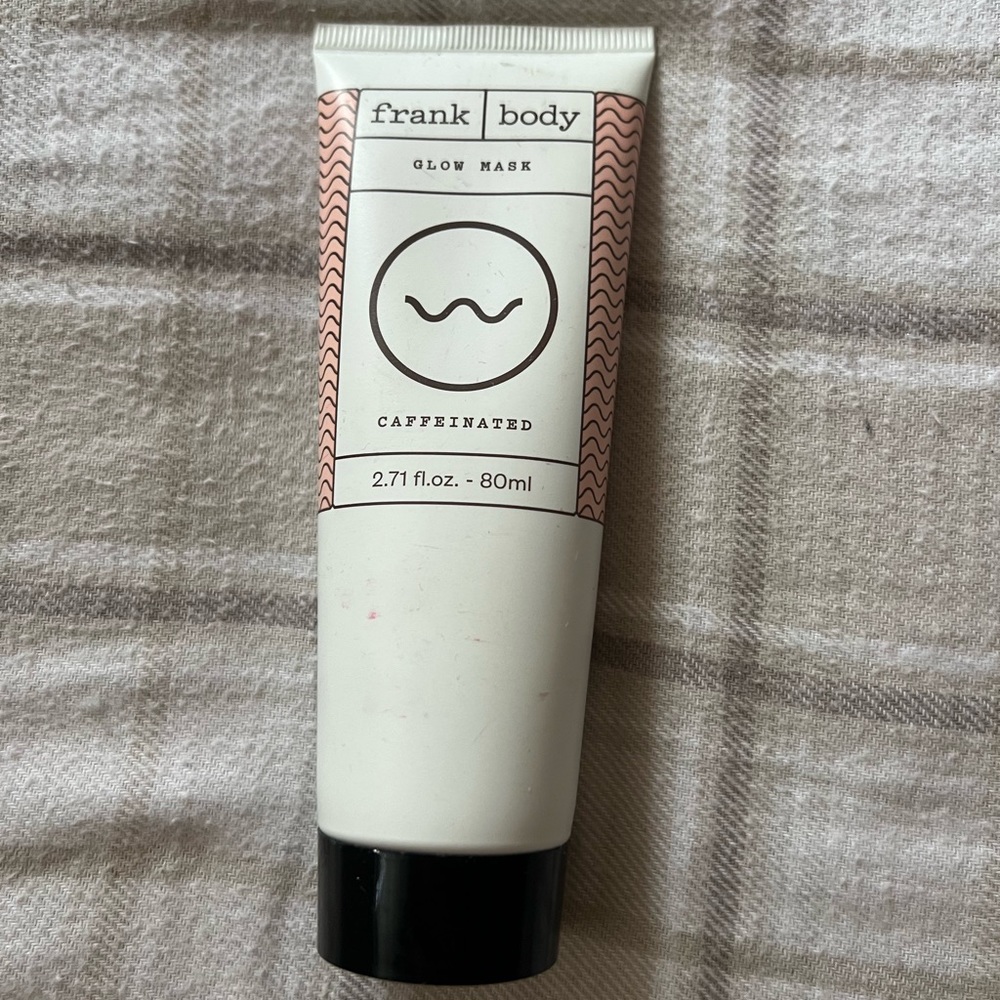 frank body
GLOW MASK
CAFFEINATED
2.71 fl.oz. - 80ml